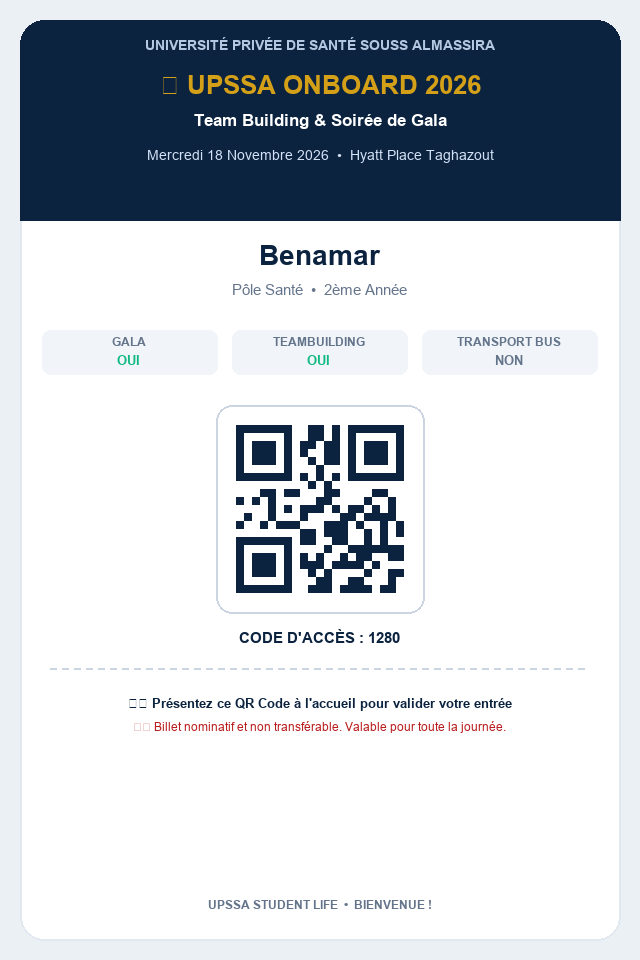 UNIVERSITÉ PRIVÉE DE SANTÉ SOUSS ALMASSIRA
UPSSA ONBOARD 2026
Team Building & Soirée de Gala
Mercredi 18 Novembre 2026 • Hyatt Place Taghazout
Benamar
Pôle Santé • 2ème Année
GALA
OUI
TEAMBUILDING
OUI
TRANSPORT BUS
NON
CODE D'ACCÈS : 1280
Présentez ce QR Code à l'accueil pour valider votre entrée
Billet nominatif et non transférable. Valable pour toute la journée.
UPSSA STUDENT LIFE • BIENVENUE !